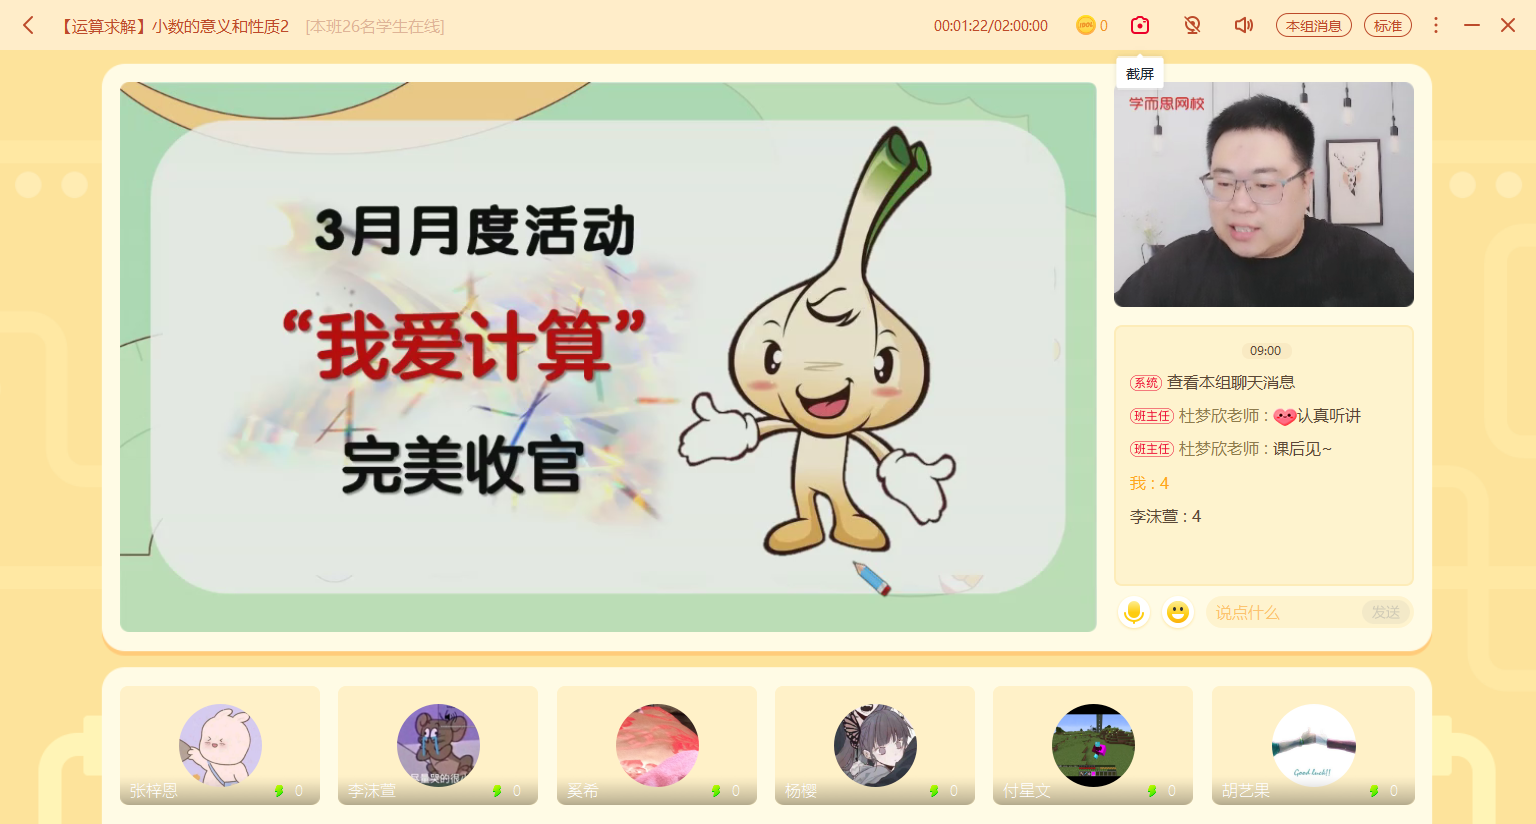 【运算求解】小数的意义和性质2 [本班26名学生在线] 00:01:22/02:00:00 0 本组消息 标准
截屏
学而思网校
3月月度活动
“我爱计算”
完美收官
09:00
系统 查看本组聊天消息
班主任 杜梦欣老师 : 认真听讲
班主任 杜梦欣老师 : 课后见~
我 : 4
李沫萱 : 4
说点什么 发送
张梓恩 0
李沫萱 0
奚希 0
杨樱 0
付星文 0
Good luck!!
胡艺果 0